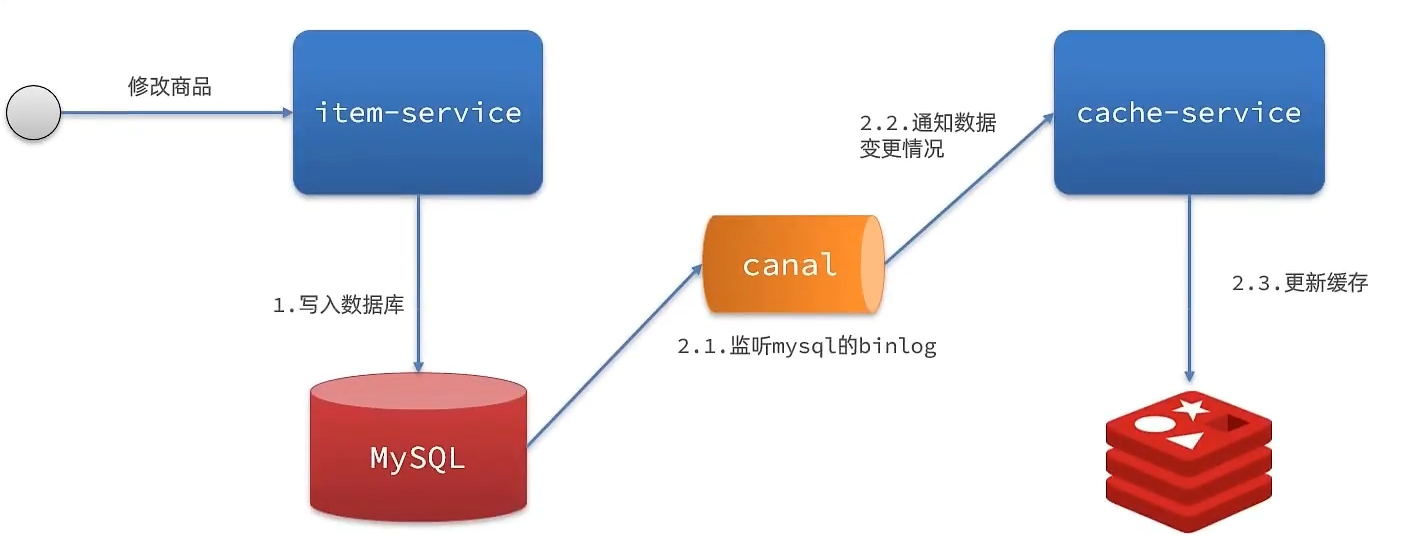 修改商品
item-service
cache-service
2.2.通知数据
变更情况
canal
1.写入数据库
2.3.更新缓存
2.1.监听mysql的binlog
MySQL